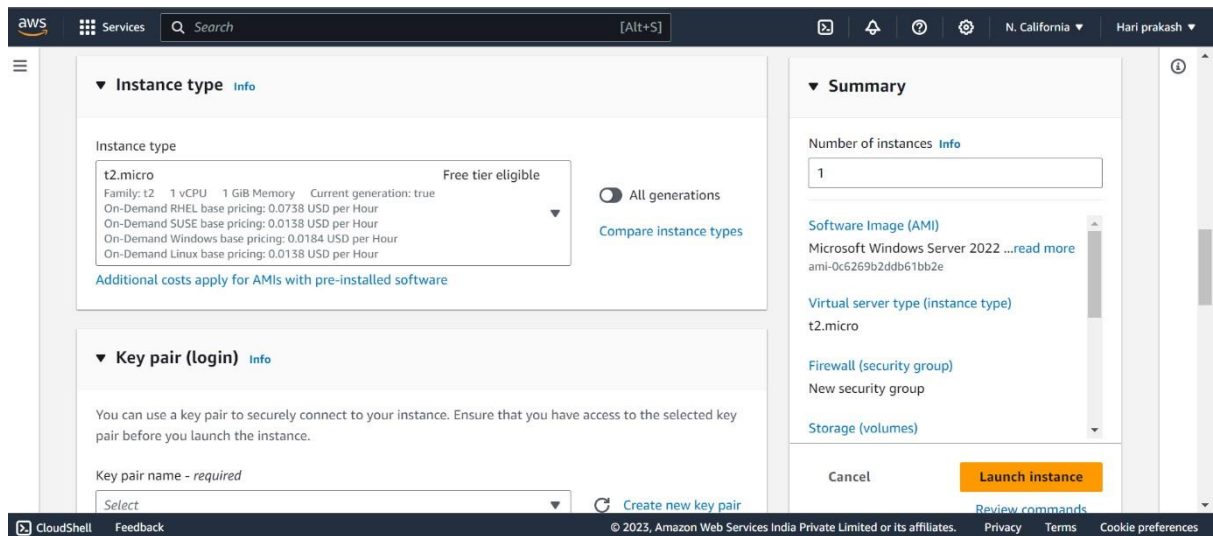 aws Services Search [Alt+S] N. California Hari prakash
Instance type Info
Instance type
t2.micro Free tier eligible
Family: t2 1 vCPU 1 GiB Memory Current generation: true
On-Demand RHEL base pricing: 0.0738 USD per Hour
On-Demand SUSE base pricing: 0.0138 USD per Hour
On-Demand Windows base pricing: 0.0184 USD per Hour
On-Demand Linux base pricing: 0.0138 USD per Hour
All generations
Compare instance types
Additional costs apply for AMIs with pre-installed software
Key pair (login) Info
You can use a key pair to securely connect to your instance. Ensure that you have access to the selected key
pair before you launch the instance.
Key pair name - required
Select
Create new key pair
Summary
Number of instances Info
1
Software Image (AMI)
Microsoft Windows Server 2022 ...read more
ami-0c6269b2ddb61bb2e
Virtual server type (instance type)
t2.micro
Firewall (security group)
New security group
Storage (volumes)
Cancel Launch instance
Review commands
CloudShell Feedback © 2023, Amazon Web Services India Private Limited or its affiliates. Privacy Terms Cookie preferences